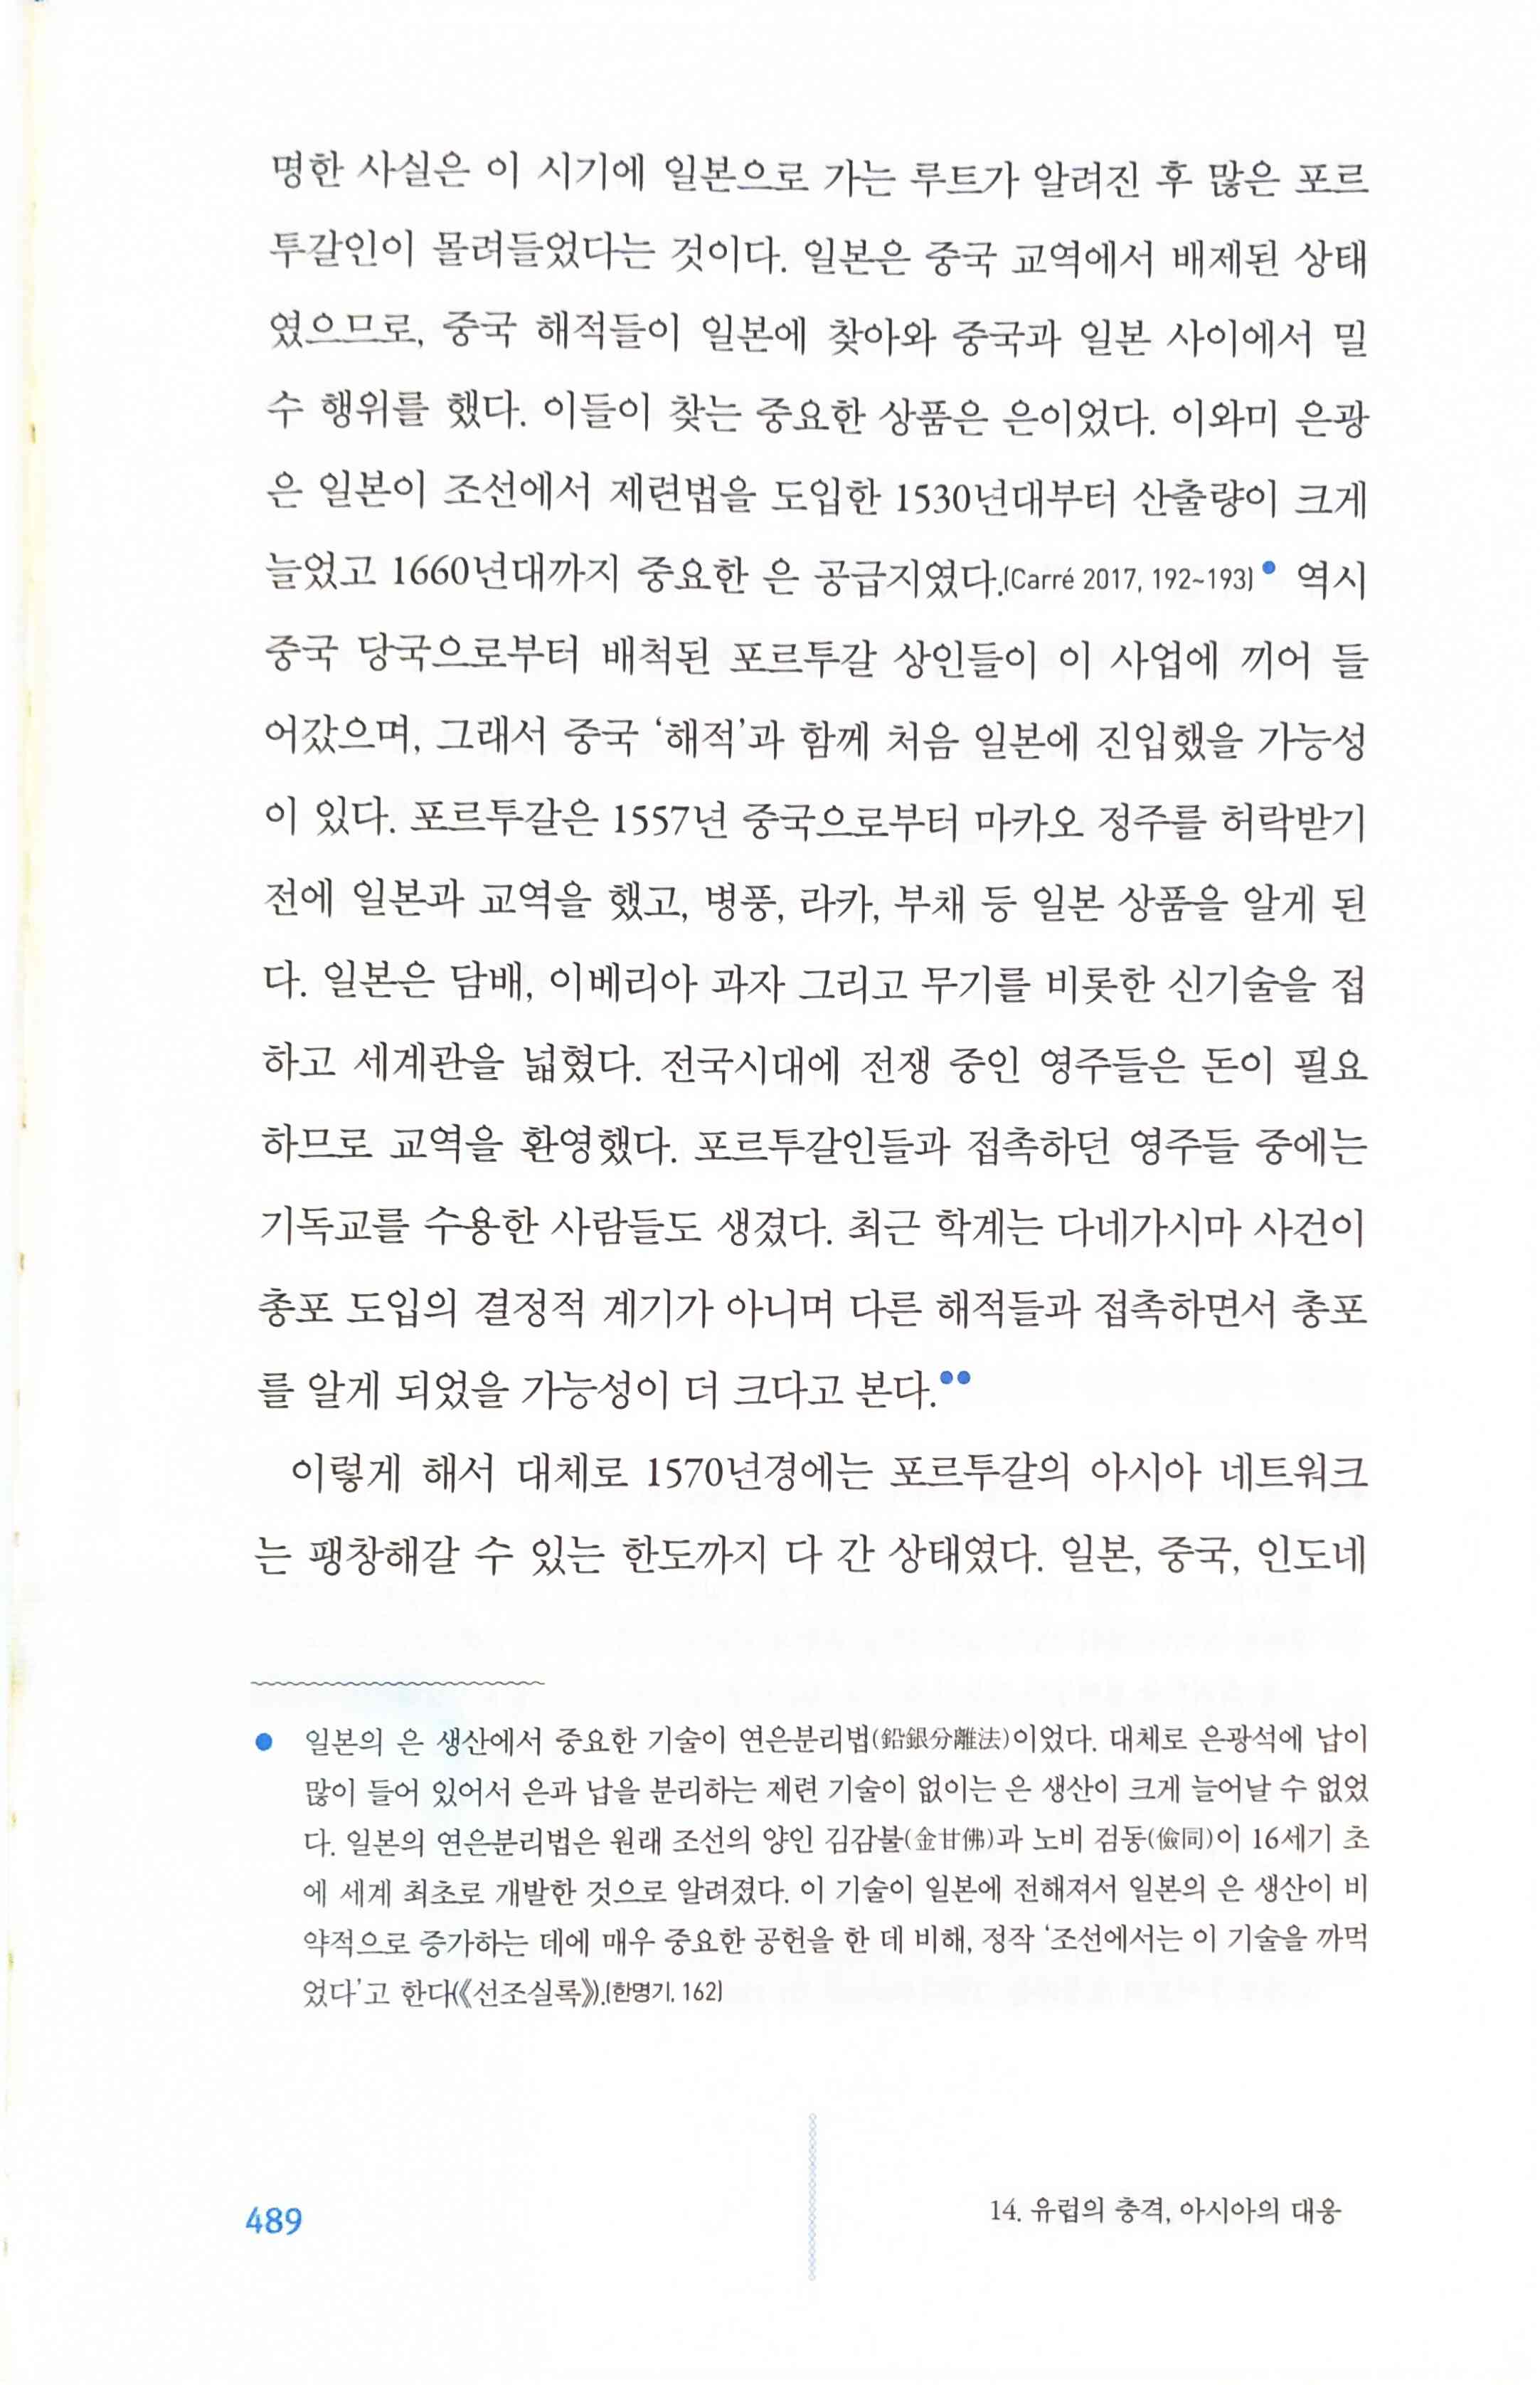 명한 사실은 이 시기에 일본으로 가는 루트가 알려진 후 많은 포르
투갈인이 몰려들었다는 것이다. 일본은 중국 교역에서 배제된 상태
였으므로, 중국 해적들이 일본에 찾아와 중국과 일본 사이에서 밀
수 행위를 했다. 이들이 찾는 중요한 상품은 은이었다. 이와미 은광
은 일본이 조선에서 제련법을 도입한 1530년대부터 산출량이 크게
늘었고 1660년대까지 중요한 은 공급지였다.(Carré 2017, 192~193)● 역시
중국 당국으로부터 배척된 포르투갈 상인들이 이 사업에 끼어 들
어갔으며, 그래서 중국 ‘해적’과 함께 처음 일본에 진입했을 가능성
이 있다. 포르투갈은 1557년 중국으로부터 마카오 정주를 허락받기
전에 일본과 교역을 했고, 병풍, 라카, 부채 등 일본 상품을 알게 된
다. 일본은 담배, 이베리아 과자 그리고 무기를 비롯한 신기술을 접
하고 세계관을 넓혔다. 전국시대에 전쟁 중인 영주들은 돈이 필요
하므로 교역을 환영했다. 포르투갈인들과 접촉하던 영주들 중에는
기독교를 수용한 사람들도 생겼다. 최근 학계는 다네가시마 사건이
총포 도입의 결정적 계기가 아니며 다른 해적들과 접촉하면서 총포
를 알게 되었을 가능성이 더 크다고 본다.●●
이렇게 해서 대체로 1570년경에는 포르투갈의 아시아 네트워크
는 팽창해갈 수 있는 한도까지 다 간 상태였다. 일본, 중국, 인도네
● 일본의 은 생산에서 중요한 기술이 연은분리법(鉛銀分離法)이었다. 대체로 은광석에 납이
많이 들어 있어서 은과 납을 분리하는 제련 기술이 없이는 은 생산이 크게 늘어날 수 없었
다. 일본의 연은분리법은 원래 조선의 양인 김감불(金甘佛)과 노비 검동(儉同)이 16세기 초
에 세계 최초로 개발한 것으로 알려졌다. 이 기술이 일본에 전해져서 일본의 은 생산이 비
약적으로 증가하는 데에 매우 중요한 공헌을 한 데 비해, 정작 ‘조선에서는 이 기술을 까먹
었다’고 한다(《선조실록》).(한명기, 162)
489
14. 유럽의 충격, 아시아의 대응